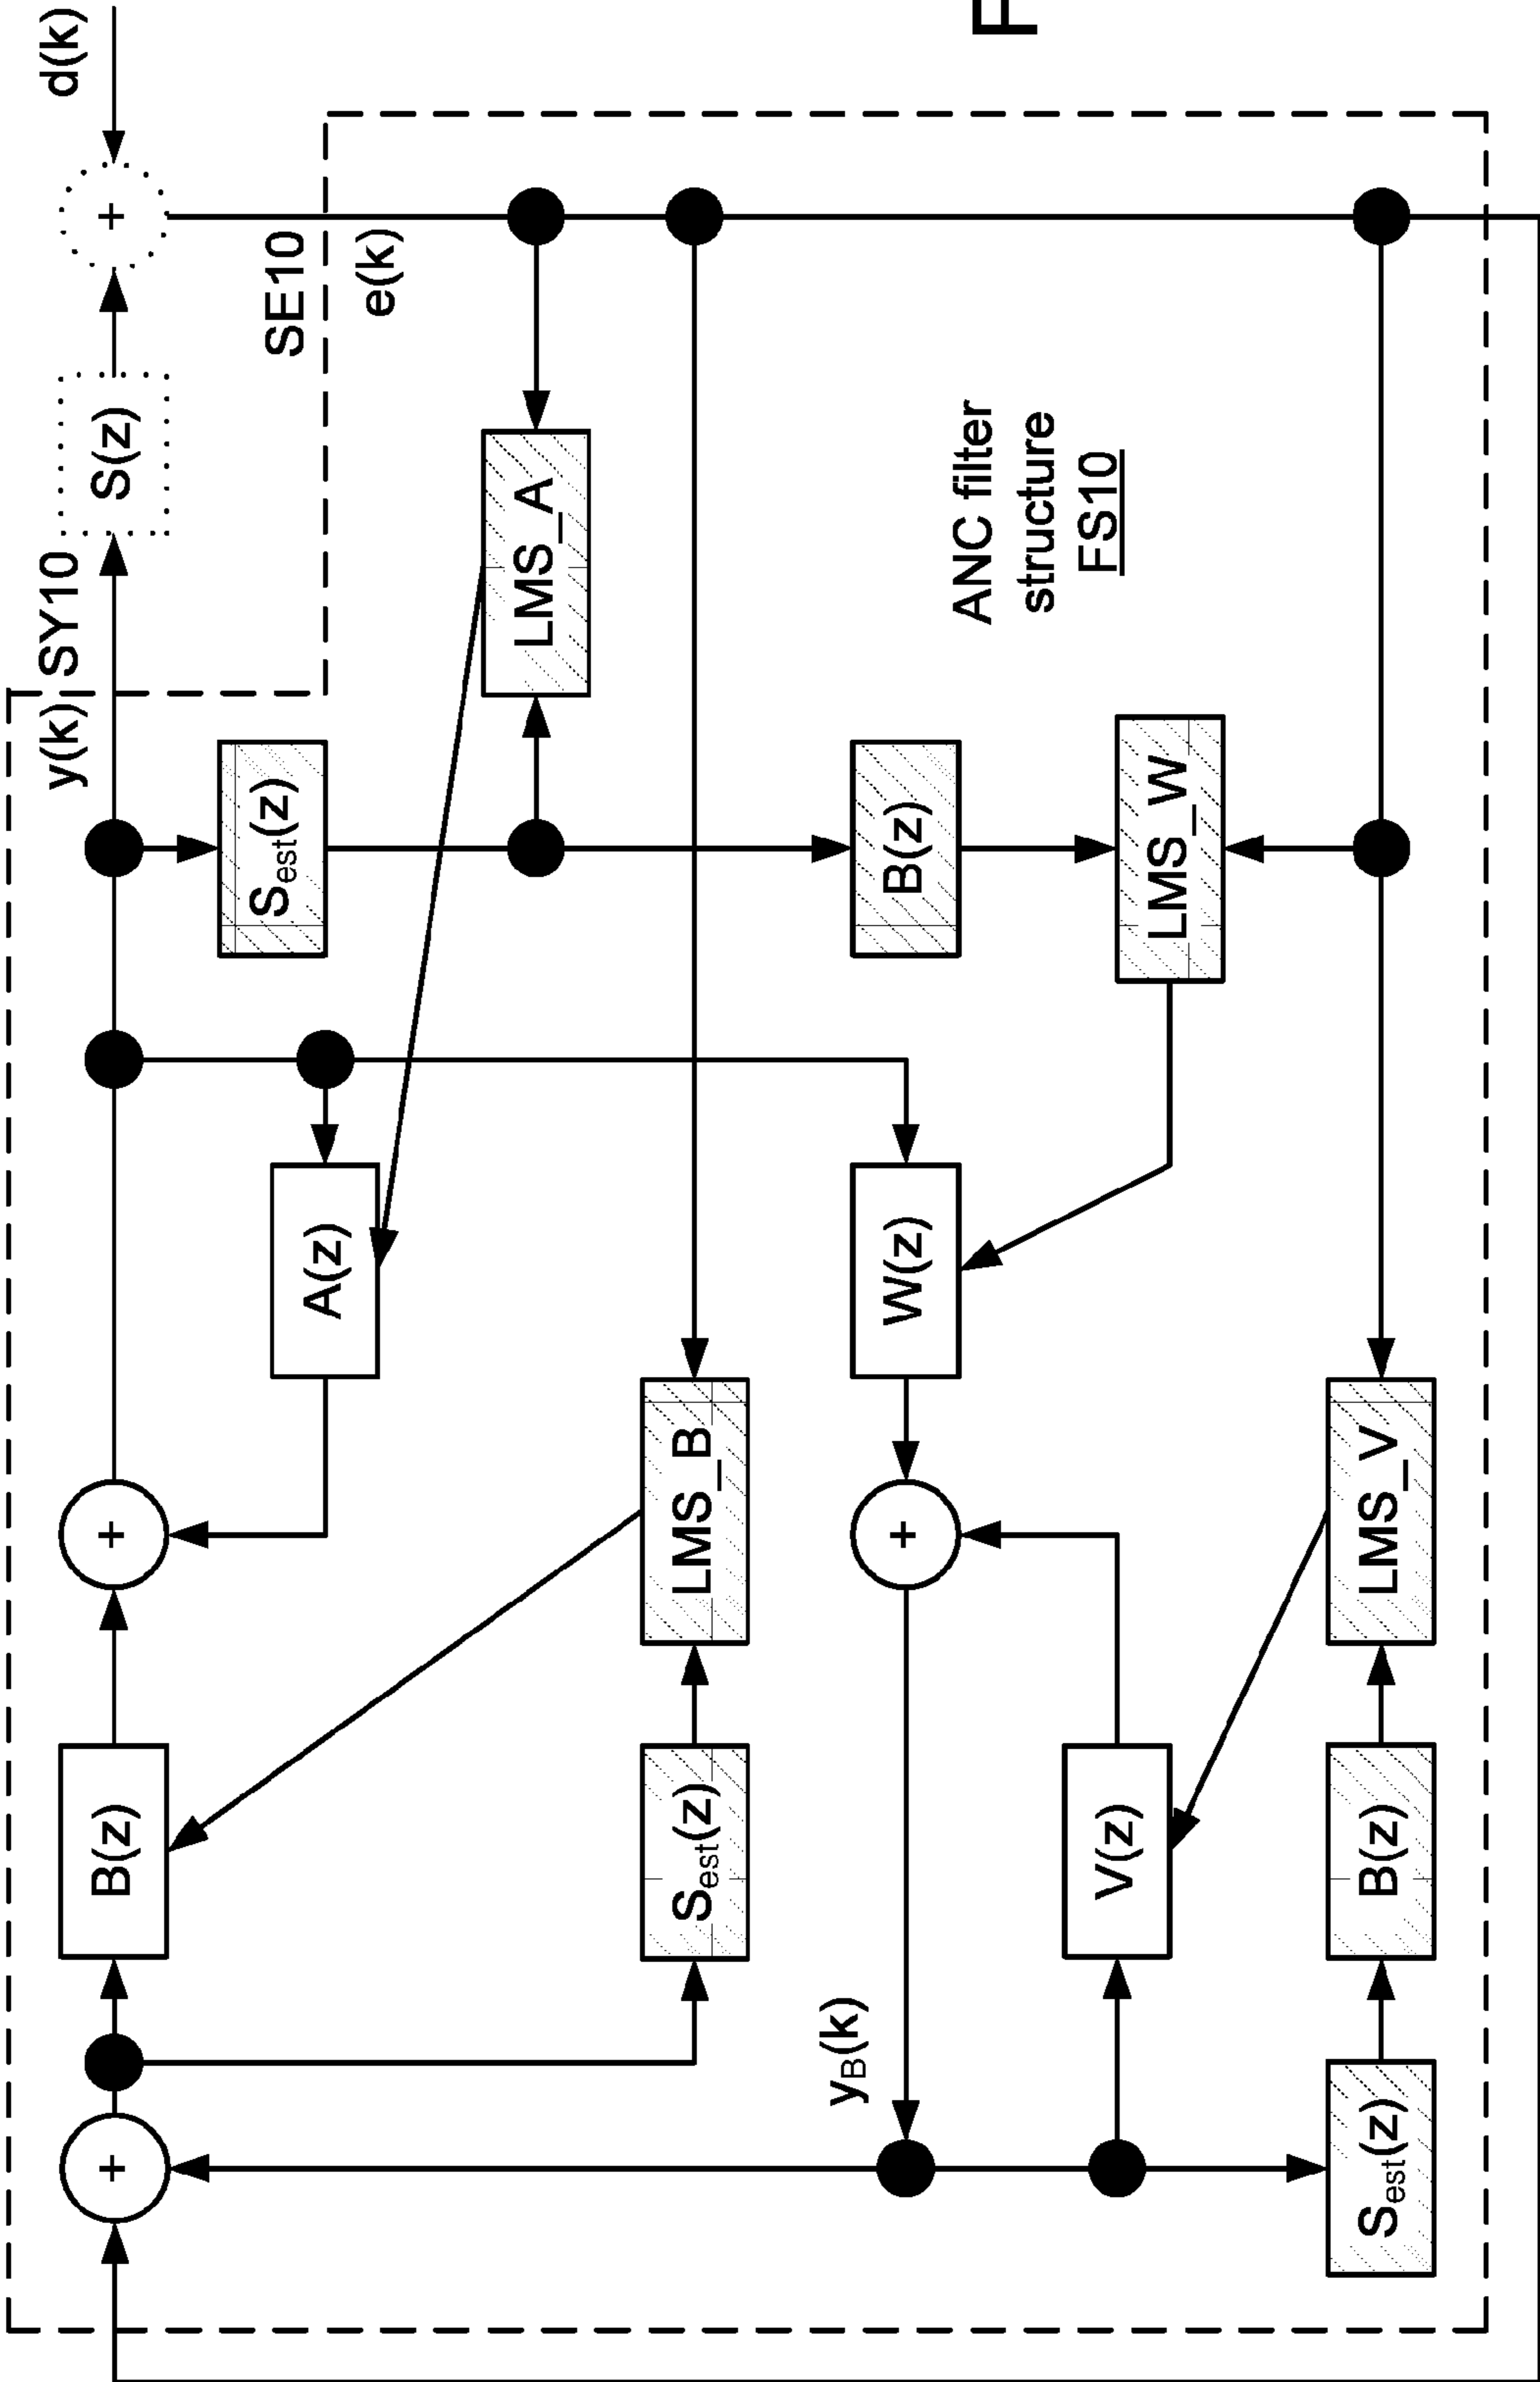 d(k)
+
S(z)
SY10
y(k)
SE10
e(k)
+
B(z)
+
S_est(z)
A(z)
LMS_A
S_est(z)
LMS_B
y_B(k)
+
W(z)
B(z)
ANC filter
structure
FS10
V(z)
LMS_W
S_est(z)
B(z)
LMS_V
F